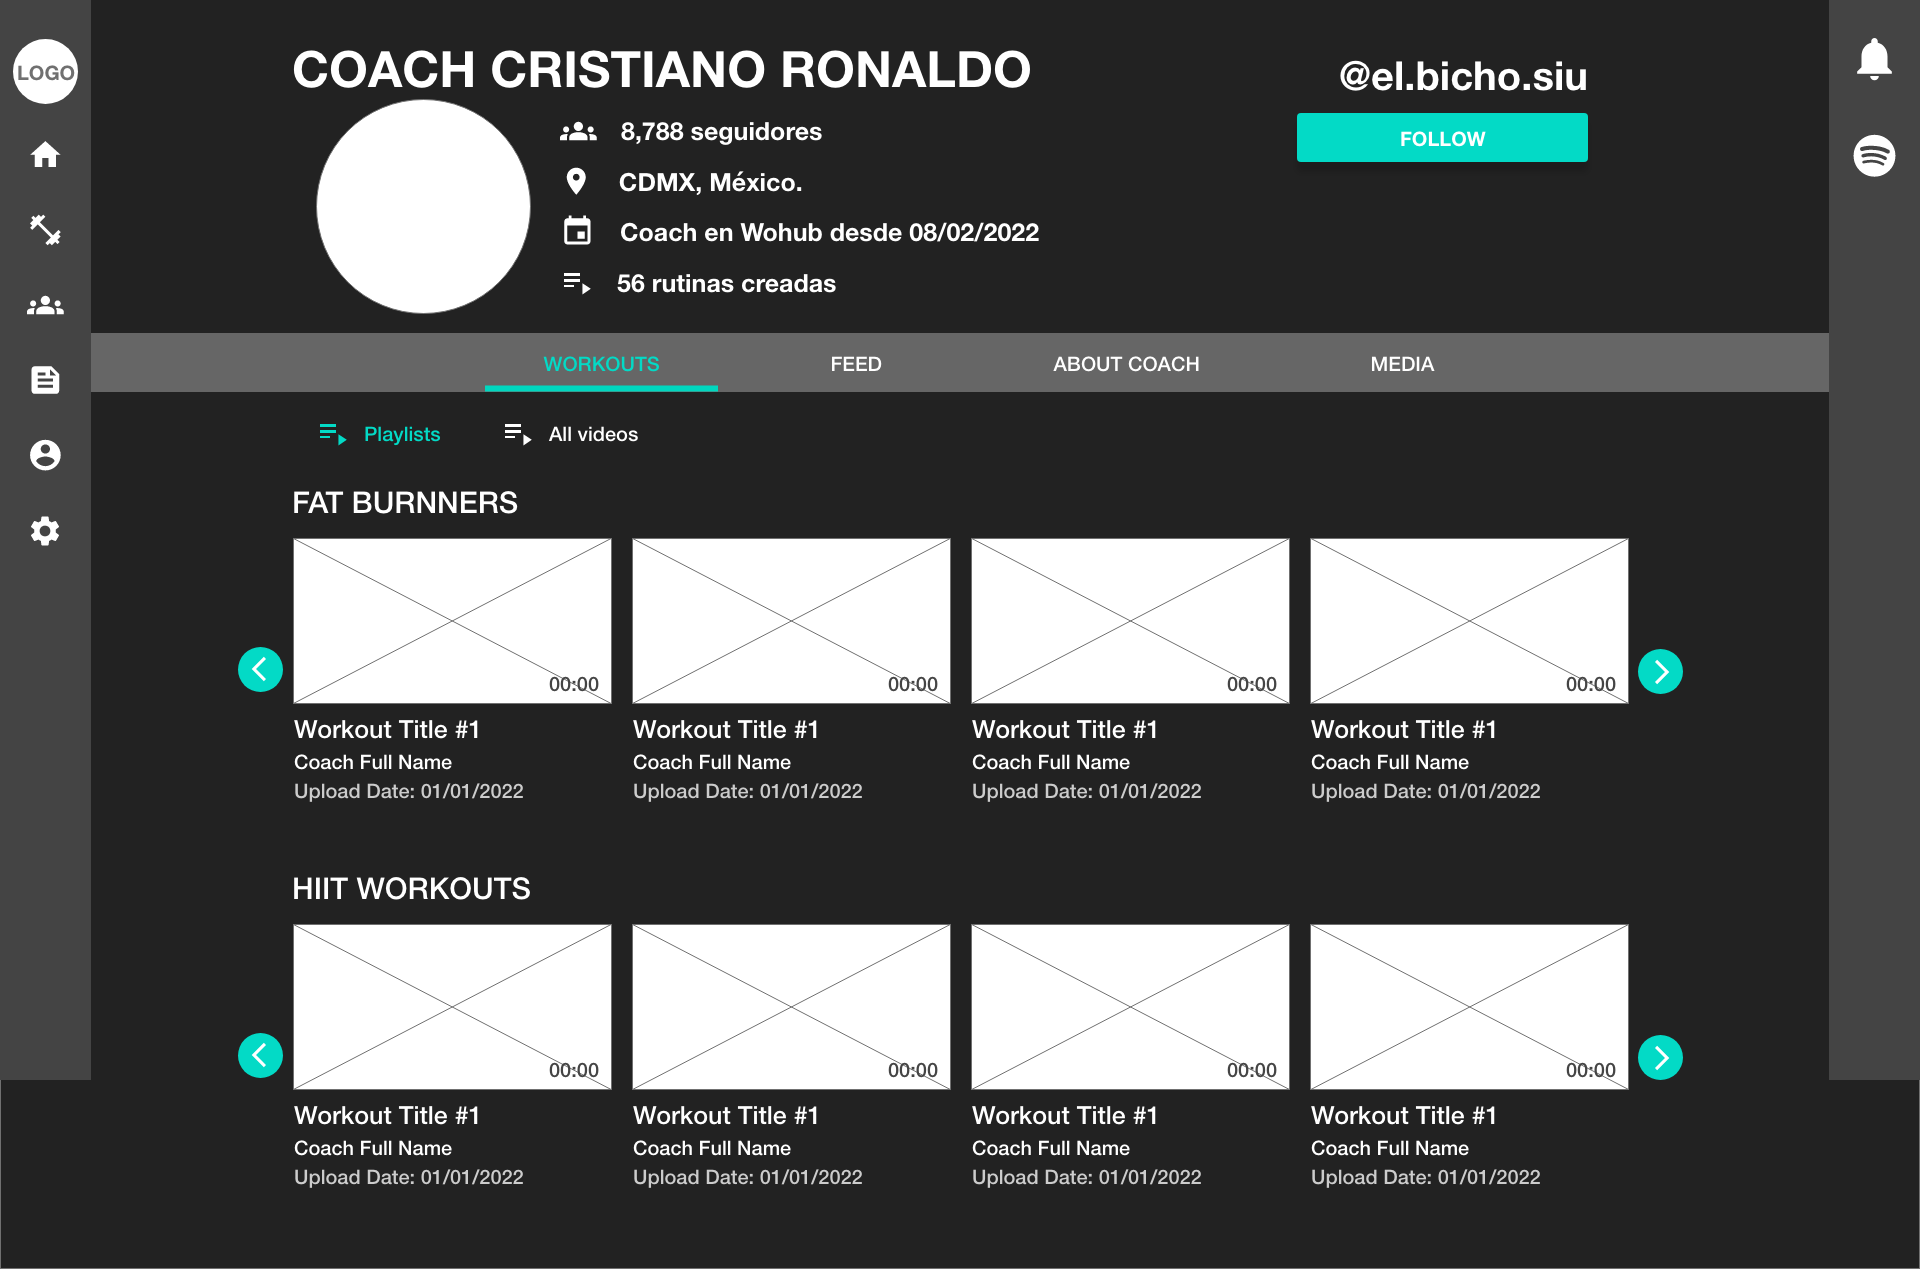 LOGO
COACH CRISTIANO RONALDO
@el.bicho.siu
8,788 seguidores
FOLLOW
CDMX, México.
Coach en Wohub desde 08/02/2022
56 rutinas creadas
WORKOUTS FEED ABOUT COACH MEDIA
Playlists All videos
FAT BURNNERS
00:00 00:00 00:00 00:00
Workout Title #1 Workout Title #1 Workout Title #1 Workout Title #1
Coach Full Name Coach Full Name Coach Full Name Coach Full Name
Upload Date: 01/01/2022 Upload Date: 01/01/2022 Upload Date: 01/01/2022 Upload Date: 01/01/2022
HIIT WORKOUTS
00:00 00:00 00:00 00:00
Workout Title #1 Workout Title #1 Workout Title #1 Workout Title #1
Coach Full Name Coach Full Name Coach Full Name Coach Full Name
Upload Date: 01/01/2022 Upload Date: 01/01/2022 Upload Date: 01/01/2022 Upload Date: 01/01/2022